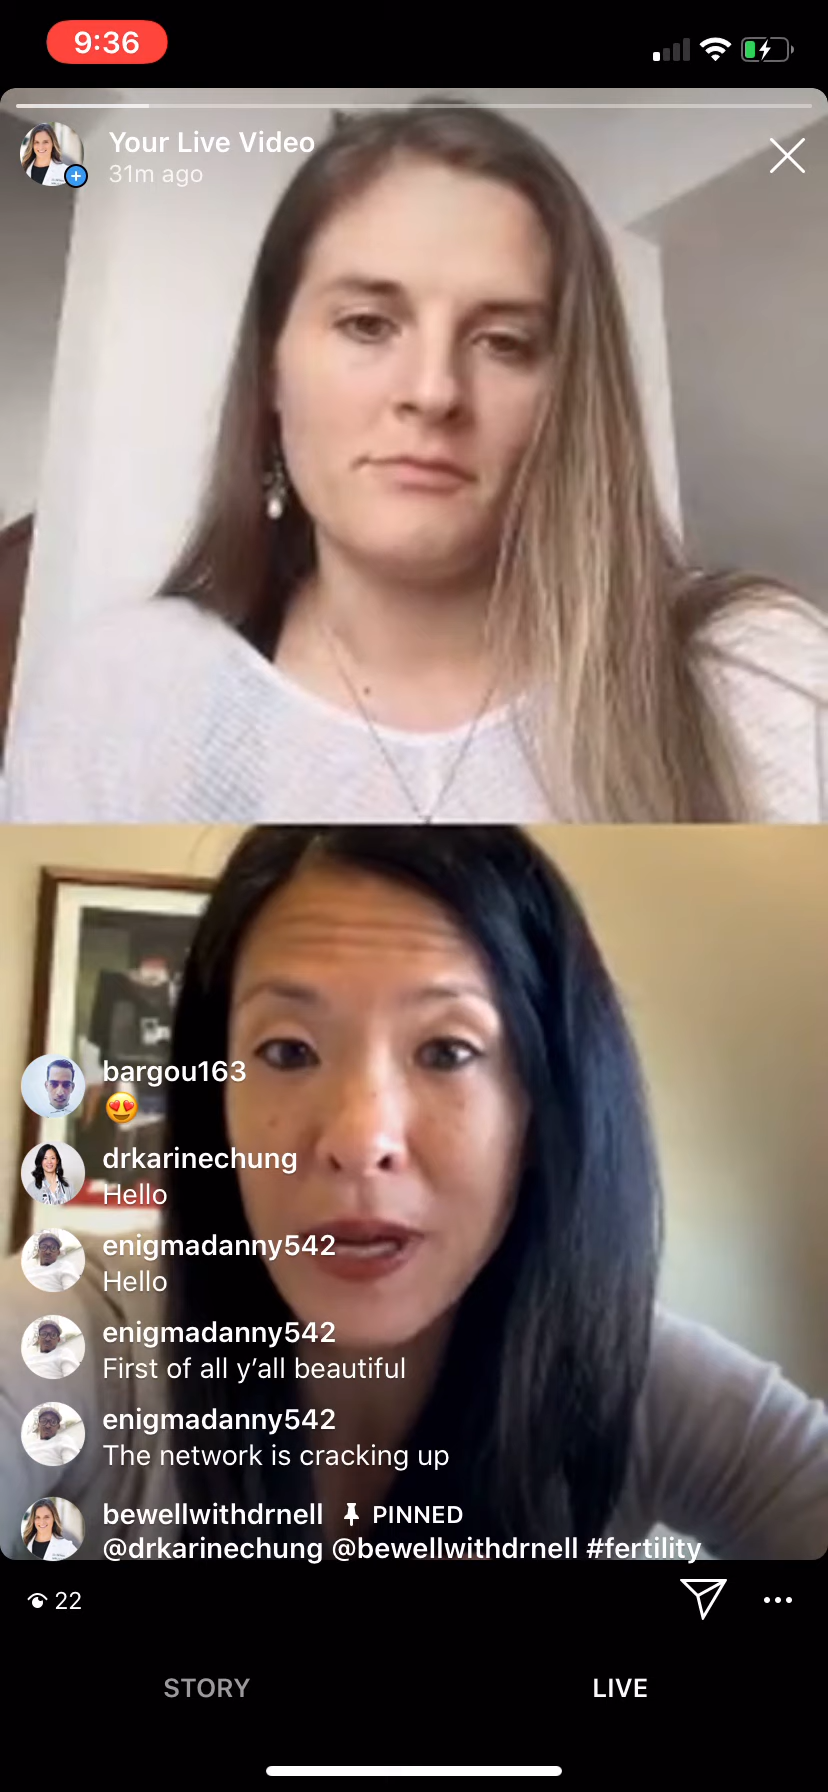 9:36
Your Live Video
31m ago
bargou163
😍
drkarinechung
Hello
enigmadanny542
Hello
enigmadanny542
First of all y'all beautiful
enigmadanny542
The network is cracking up
bewellwithdrnell PINNED
@drkarinechung @bewellwithdrnell #fertility
22
STORY LIVE